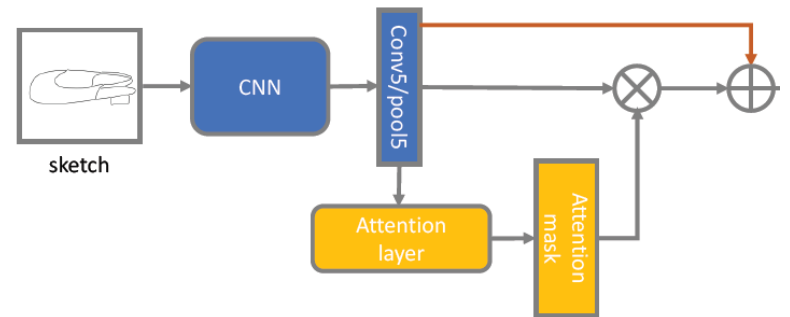 CNN
Conv5/pool5
sketch
Attention
layer
Attention
mask